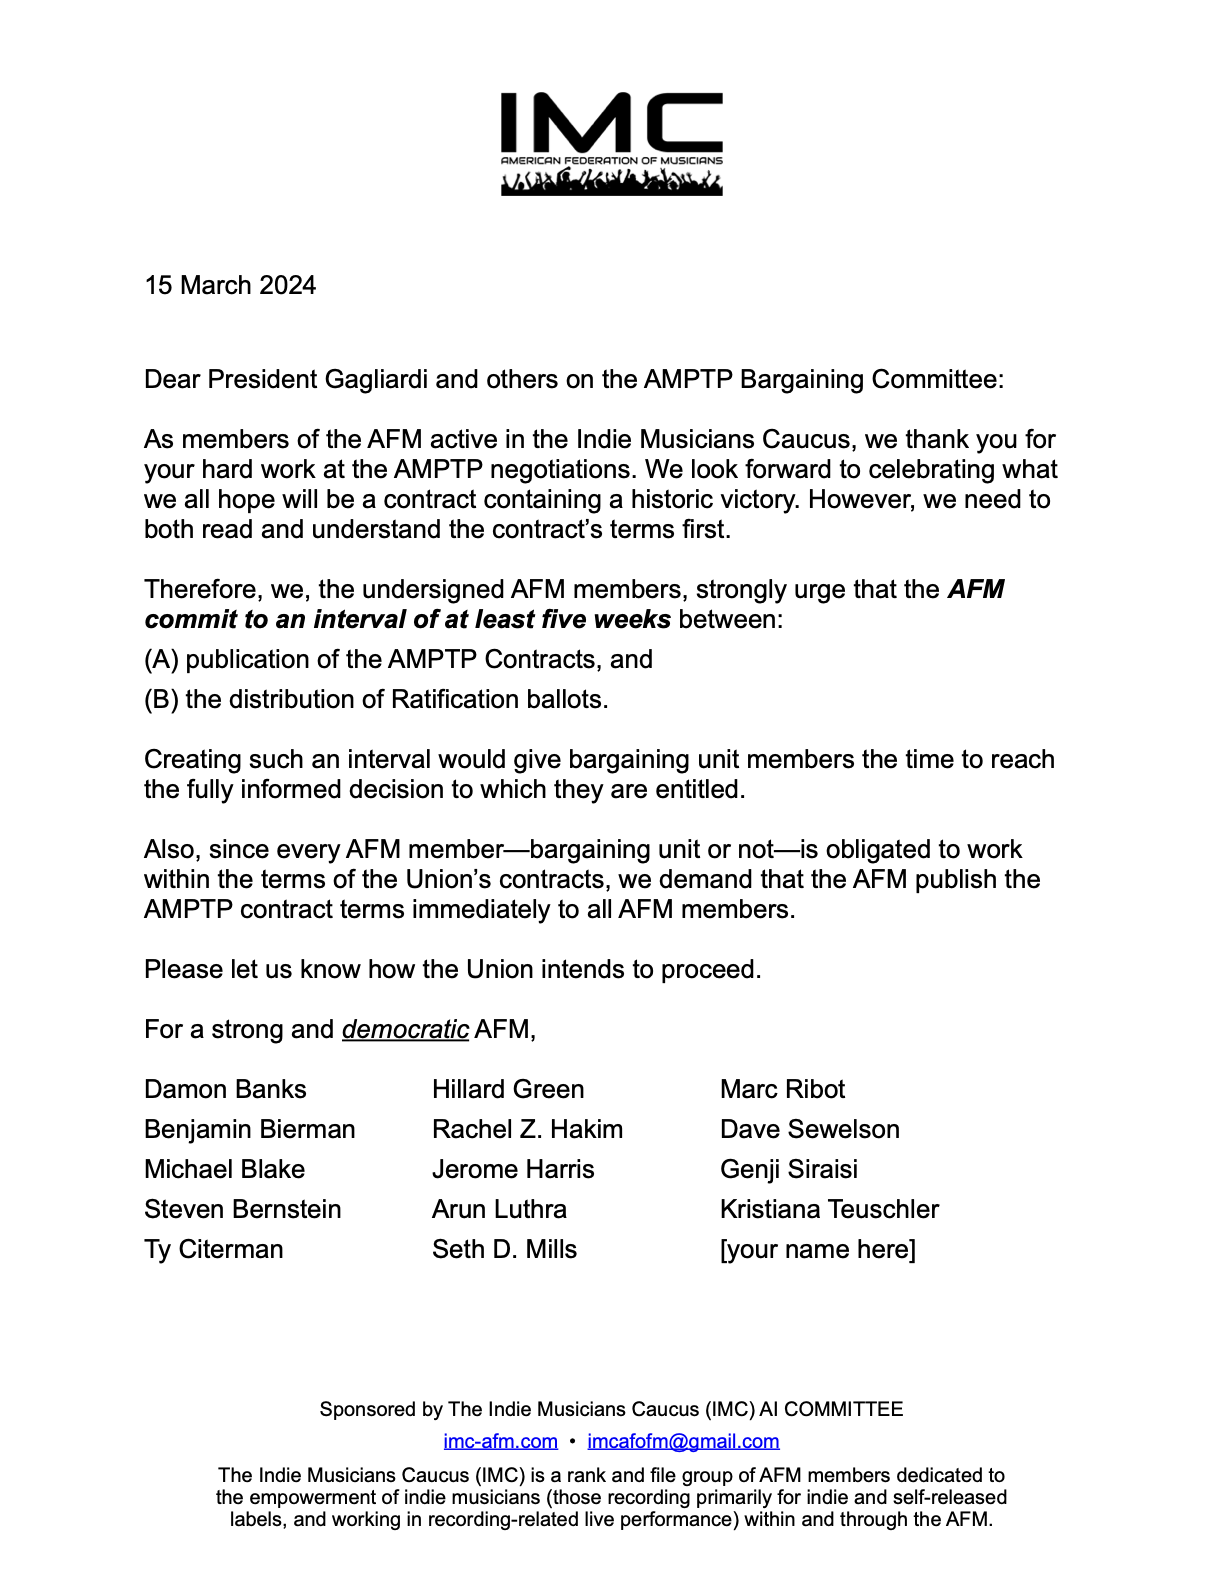 IMC
AMERICAN FEDERATION OF MUSICIANS
15 March 2024
Dear President Gagliardi and others on the AMPTP Bargaining Committee:
As members of the AFM active in the Indie Musicians Caucus, we thank you for
your hard work at the AMPTP negotiations. We look forward to celebrating what
we all hope will be a contract containing a historic victory. However, we need to
both read and understand the contract’s terms first.
Therefore, we, the undersigned AFM members, strongly urge that the AFM
commit to an interval of at least five weeks between:
(A) publication of the AMPTP Contracts, and
(B) the distribution of Ratification ballots.
Creating such an interval would give bargaining unit members the time to reach
the fully informed decision to which they are entitled.
Also, since every AFM member—bargaining unit or not—is obligated to work
within the terms of the Union’s contracts, we demand that the AFM publish the
AMPTP contract terms immediately to all AFM members.
Please let us know how the Union intends to proceed.
For a strong and democratic AFM,
Damon Banks Hillard Green Marc Ribot
Benjamin Bierman Rachel Z. Hakim Dave Sewelson
Michael Blake Jerome Harris Genji Siraisi
Steven Bernstein Arun Luthra Kristiana Teuschler
Ty Citerman Seth D. Mills [your name here]
Sponsored by The Indie Musicians Caucus (IMC) AI COMMITTEE
imc-afm.com • imcafofm@gmail.com
The Indie Musicians Caucus (IMC) is a rank and file group of AFM members dedicated to
the empowerment of indie musicians (those recording primarily for indie and self-released
labels, and working in recording-related live performance) within and through the AFM.